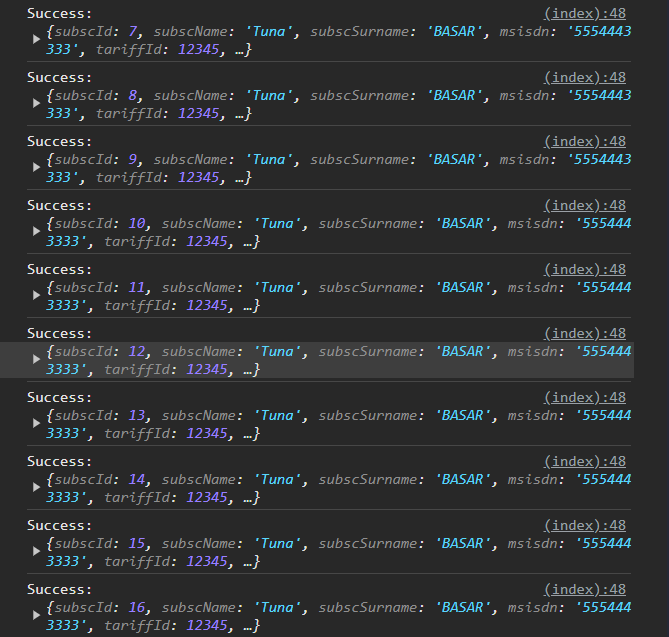 Success: (index):48
▶ {subscId: 7, subscName: 'Tuna', subscSurname: 'BASAR', msisdn: '5554443
333', tariffId: 12345, …}
Success: (index):48
▶ {subscId: 8, subscName: 'Tuna', subscSurname: 'BASAR', msisdn: '5554443
333', tariffId: 12345, …}
Success: (index):48
▶ {subscId: 9, subscName: 'Tuna', subscSurname: 'BASAR', msisdn: '5554443
333', tariffId: 12345, …}
Success: (index):48
▶ {subscId: 10, subscName: 'Tuna', subscSurname: 'BASAR', msisdn: '555444
3333', tariffId: 12345, …}
Success: (index):48
▶ {subscId: 11, subscName: 'Tuna', subscSurname: 'BASAR', msisdn: '555444
3333', tariffId: 12345, …}
Success: (index):48
▶ {subscId: 12, subscName: 'Tuna', subscSurname: 'BASAR', msisdn: '555444
3333', tariffId: 12345, …}
Success: (index):48
▶ {subscId: 13, subscName: 'Tuna', subscSurname: 'BASAR', msisdn: '555444
3333', tariffId: 12345, …}
Success: (index):48
▶ {subscId: 14, subscName: 'Tuna', subscSurname: 'BASAR', msisdn: '555444
3333', tariffId: 12345, …}
Success: (index):48
▶ {subscId: 15, subscName: 'Tuna', subscSurname: 'BASAR', msisdn: '555444
3333', tariffId: 12345, …}
Success: (index):48
▶ {subscId: 16, subscName: 'Tuna', subscSurname: 'BASAR', msisdn: '555444
3333', tariffId: 12345, …}